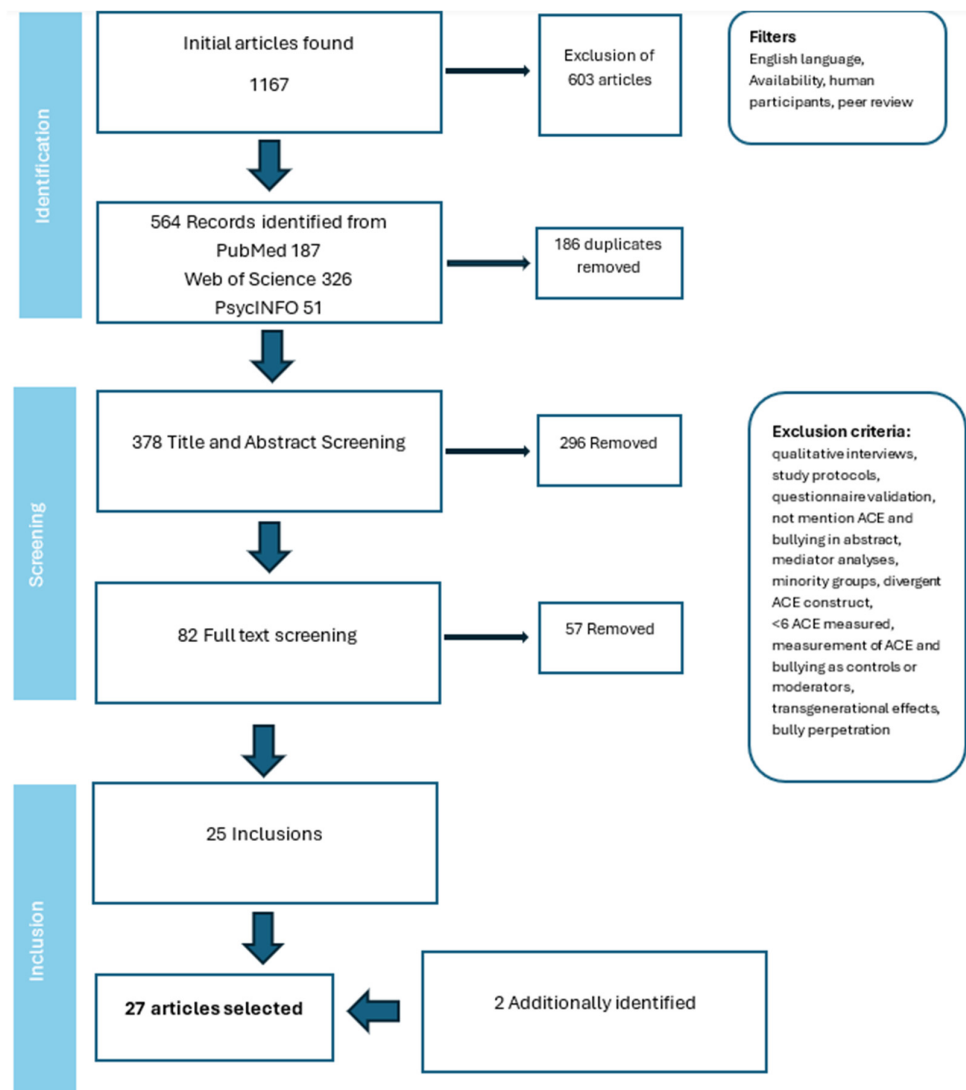 Identification
Initial articles found
1167
Exclusion of
603 articles
Filters
English language,
Availability, human
participants, peer review
564 Records identified from
PubMed 187
Web of Science 326
PsycINFO 51
186 duplicates
removed
Screening
378 Title and Abstract Screening
296 Removed
Exclusion criteria:
qualitative interviews,
study protocols,
questionnaire validation,
not mention ACE and
bullying in abstract,
mediator analyses,
minority groups, divergent
ACE construct,
<6 ACE measured,
measurement of ACE and
bullying as controls or
moderators,
transgenerational effects,
bully perpetration
82 Full text screening
57 Removed
Inclusion
25 Inclusions
27 articles selected
2 Additionally identified